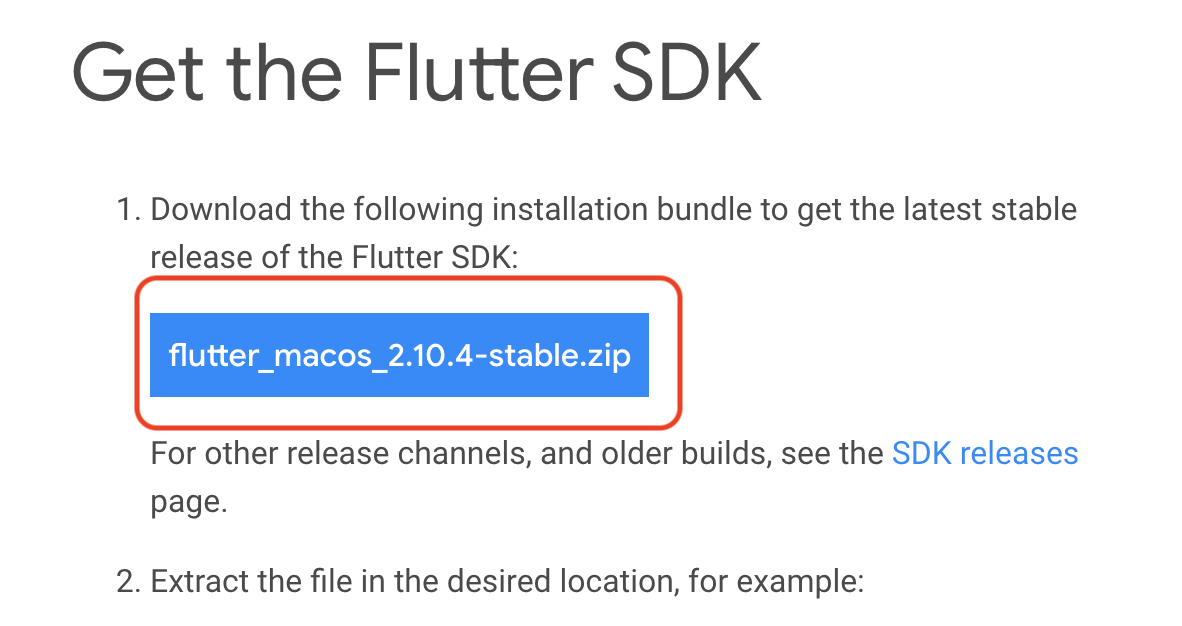 Get the Flutter SDK
1. Download the following installation bundle to get the latest stable
release of the Flutter SDK:
flutter_macos_2.10.4-stable.zip
For other release channels, and older builds, see the SDK releases
page.
2. Extract the file in the desired location, for example: